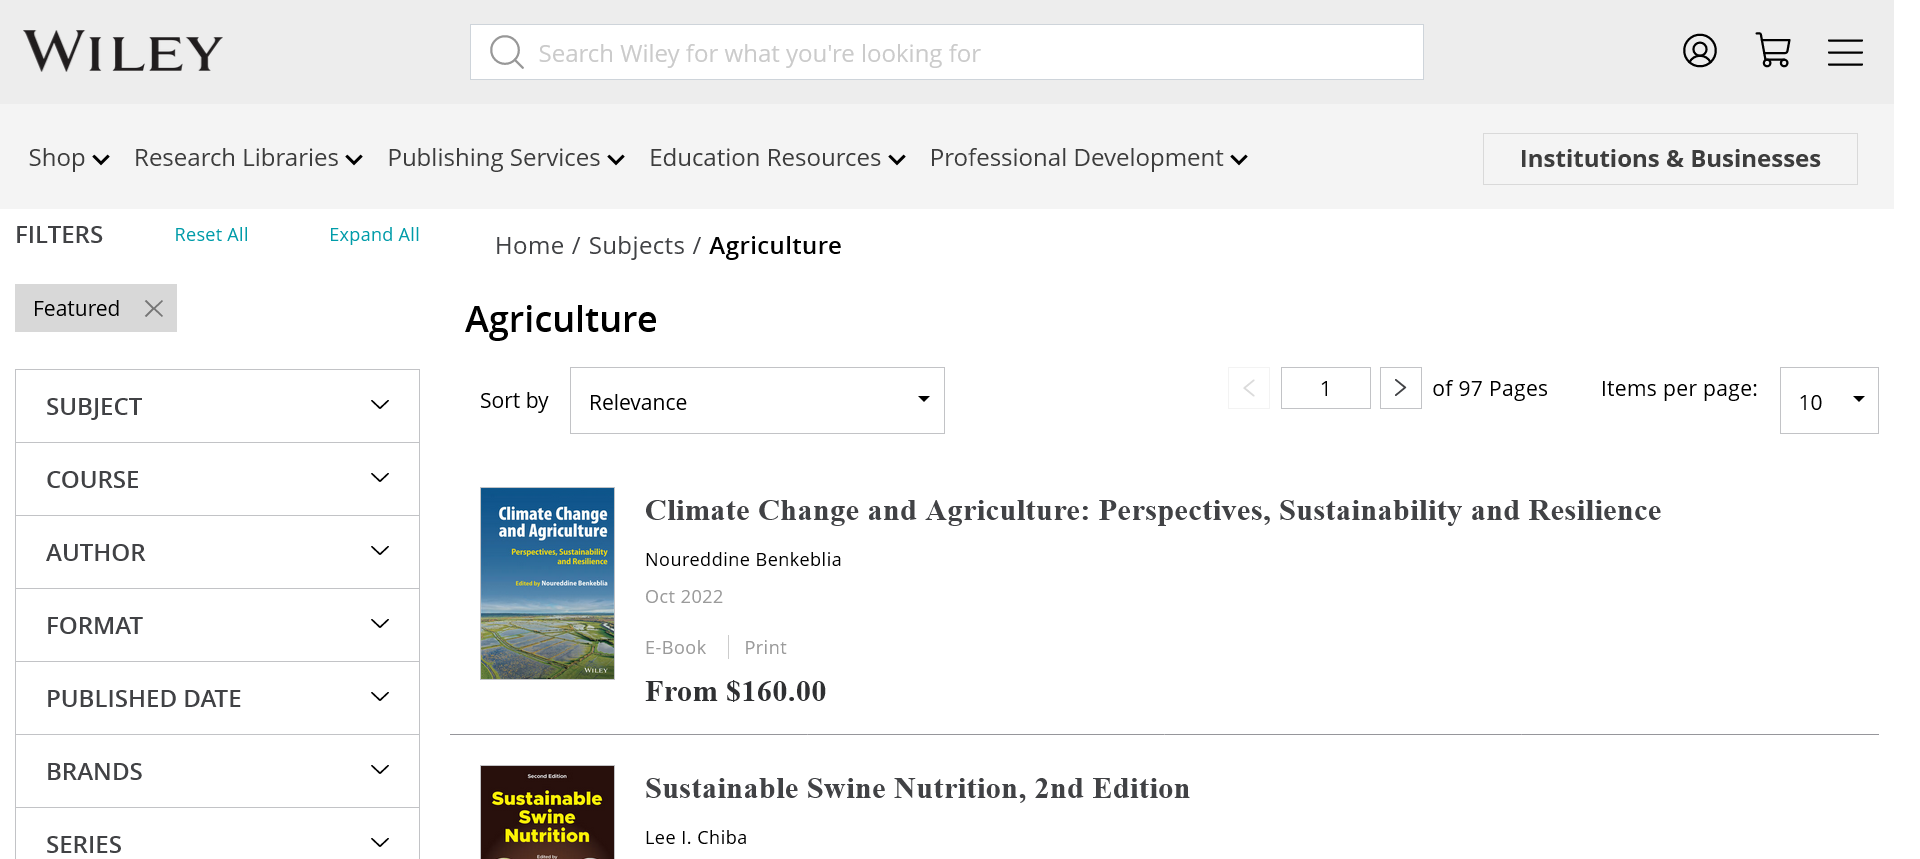 WILEY
Search Wiley for what you're looking for
Shop Research Libraries Publishing Services Education Resources Professional Development Institutions & Businesses
FILTERS Reset All Expand All
Home / Subjects / Agriculture
Featured
Agriculture
Sort by Relevance 1 of 97 Pages Items per page: 10
SUBJECT
COURSE
AUTHOR
FORMAT
PUBLISHED DATE
BRANDS
SERIES
Climate Change
and Agriculture
Perspectives, Sustainability
and Resilience
Edited by Noureddine Benkeblia
WILEY
Climate Change and Agriculture: Perspectives, Sustainability and Resilience
Noureddine Benkeblia
Oct 2022
E-Book Print
From $160.00
Second Edition
Sustainable
Swine
Nutrition
Edited by
Sustainable Swine Nutrition, 2nd Edition
Lee I. Chiba